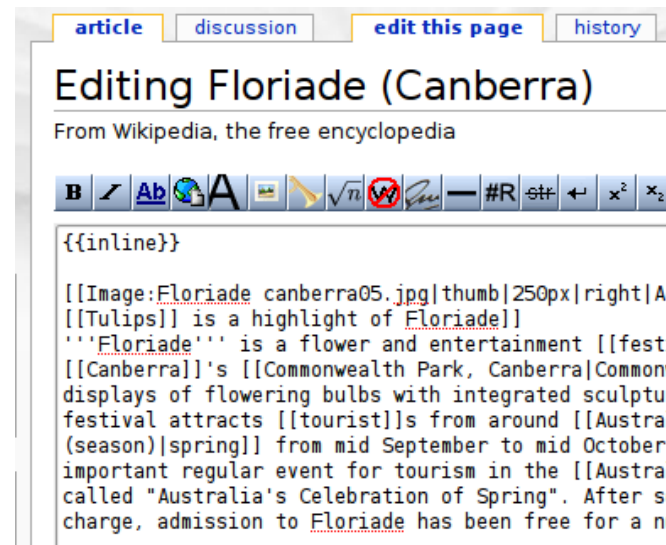 article discussion edit this page history
Editing Floriade (Canberra)
From Wikipedia, the free encyclopedia
B I Ab A √n W #R str x² x₂
{{inline}}
[[Image:Floriade canberra05.jpg|thumb|250px|right|A
[[Tulips]] is a highlight of Floriade]]
'''Floriade''' is a flower and entertainment [[fest
[[Canberra]]'s [[Commonwealth Park, Canberra|Common
displays of flowering bulbs with integrated sculptu
festival attracts [[tourist]]s from around [[Austra
(season)|spring]] from mid September to mid October
important regular event for tourism in the [[Austra
called "Australia's Celebration of Spring". After s
charge, admission to Floriade has been free for a n